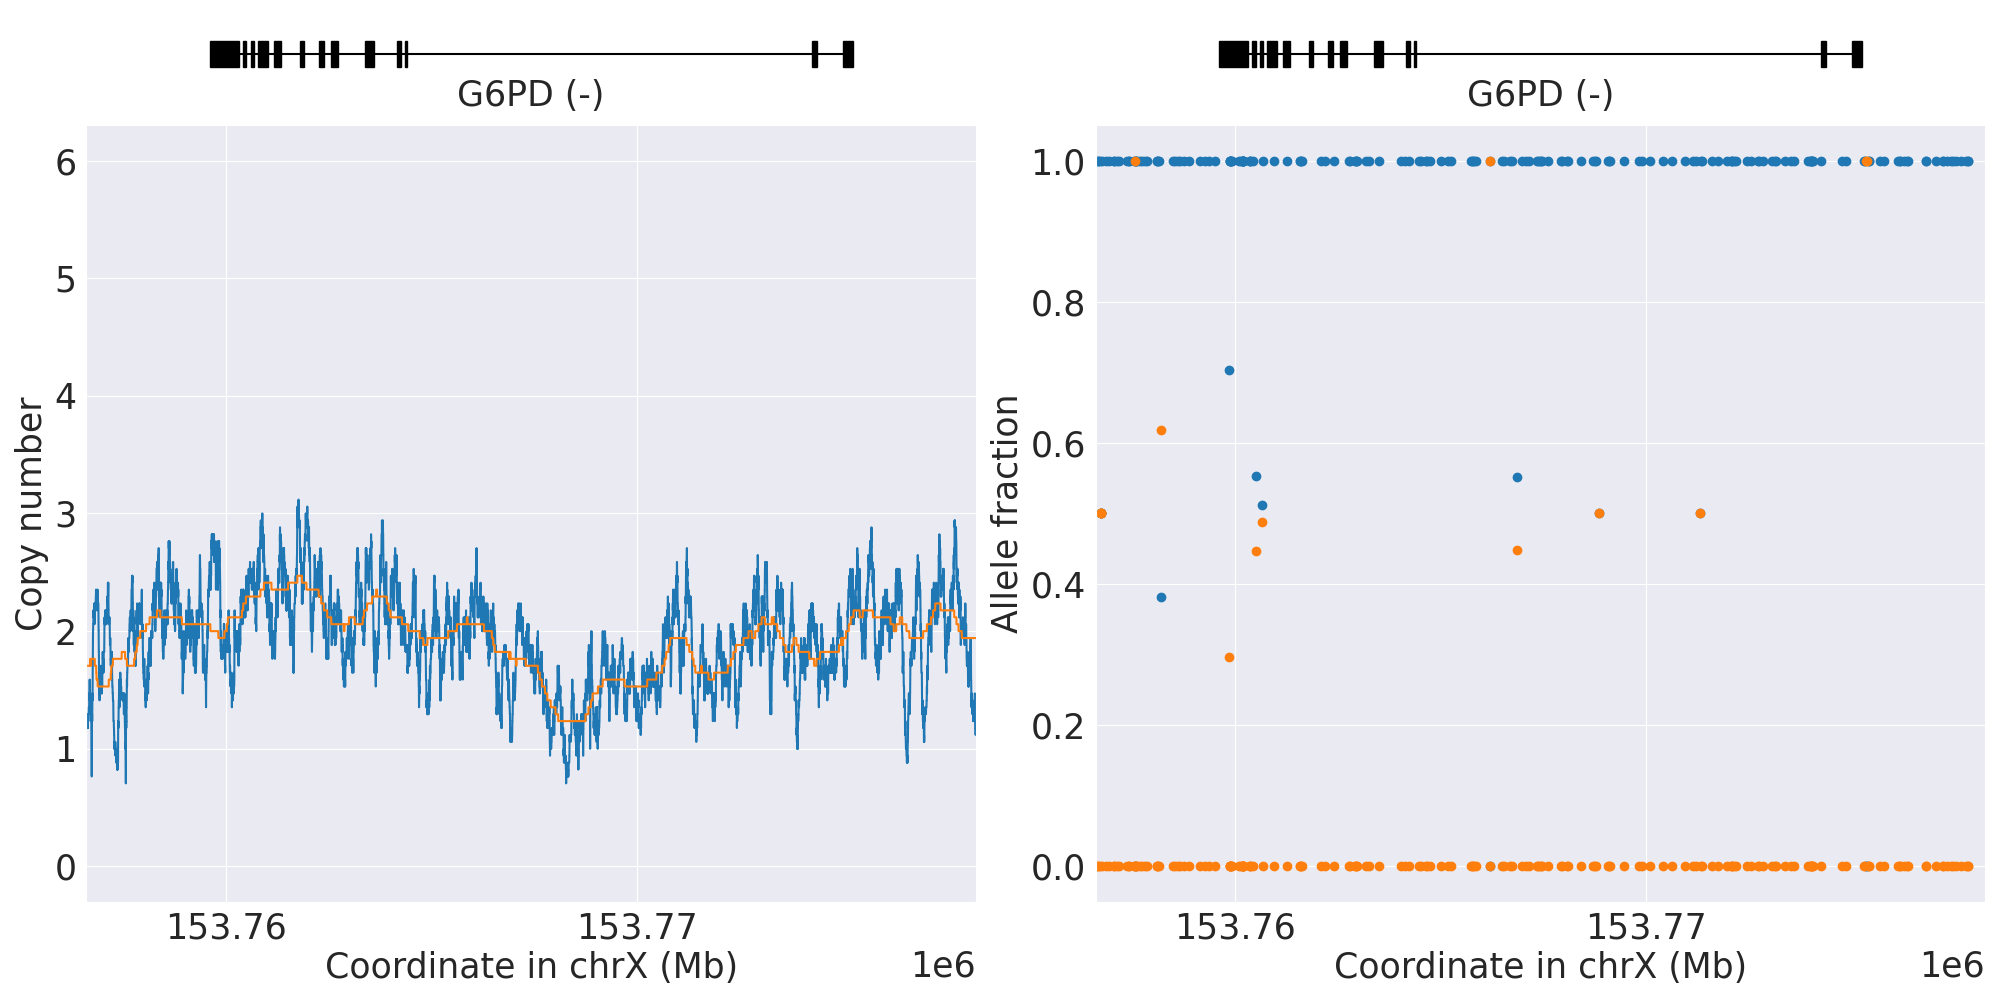 G6PD (-)
6
5
4
3
2
1
0
Copy number
153.76
153.77
Coordinate in chrX (Mb)
1e6
G6PD (-)
1.0
0.8
0.6
0.4
0.2
0.0
Allele fraction
153.76
153.77
Coordinate in chrX (Mb)
1e6